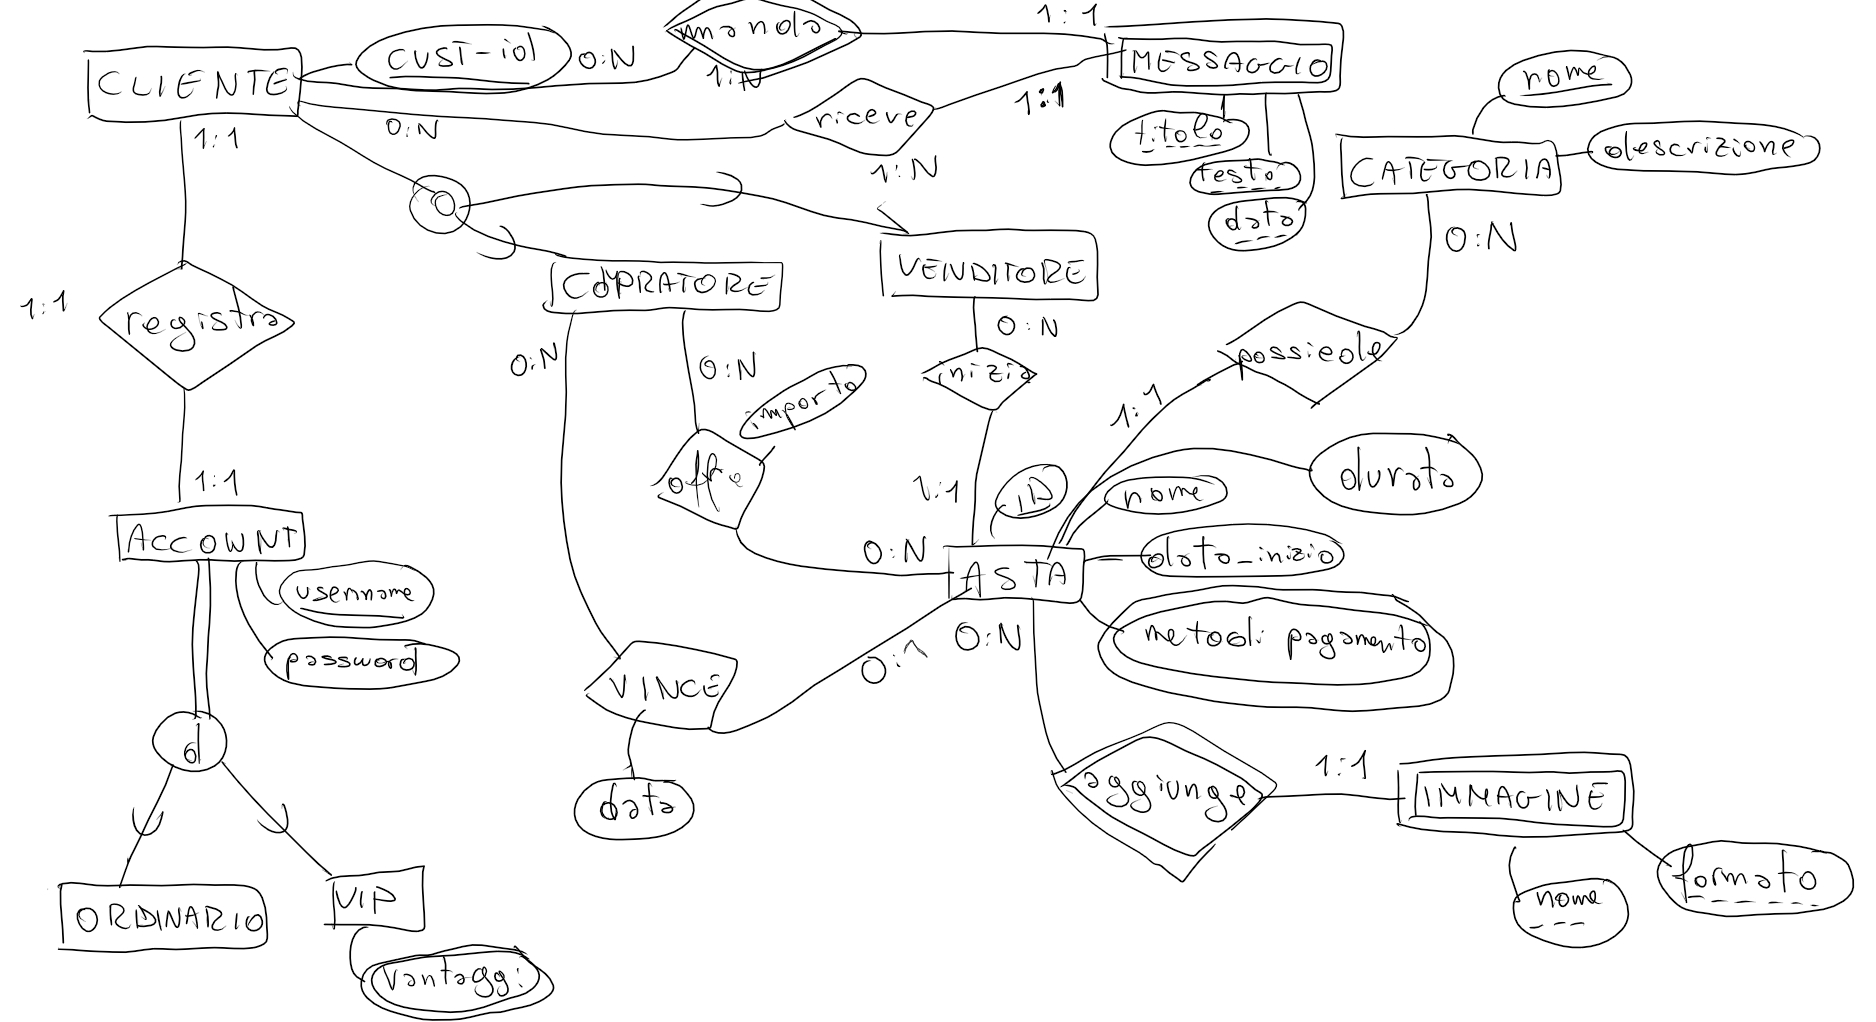 manda
1:1
CUST-id
0:N
MESSAGGIO
CLIENTE
1:N
1:1
nome
riceve
0:N
1:1
titolo
descrizione
1:N
testo
CATEGORIA
data
0:N
VENDITORE
COMPRATORE
1:1
registra
0:N
possiede
0:N
0:N
inizia
importo
1:1
offre
durata
1:1
1:1
ID
nome
ACCOUNT
0:N
data_inizio
ASTA
username
0:N
metodi pagamento
password
0:1
VINCE
d
1:1
aggiunge
IMMAGINE
data
formato
VIP
nome
ORDINARIO
vantaggi